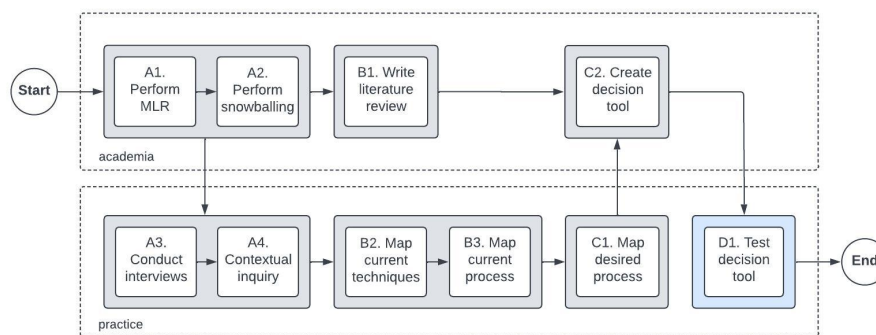 Start
A1.
Perform
MLR
A2.
Perform
snowballing
B1. Write
literature
review
C2. Create
decision
tool
academia
A3.
Conduct
interviews
A4.
Contextual
inquiry
B2. Map
current
techniques
B3. Map
current
process
C1. Map
desired
process
D1. Test
decision
tool
End
practice